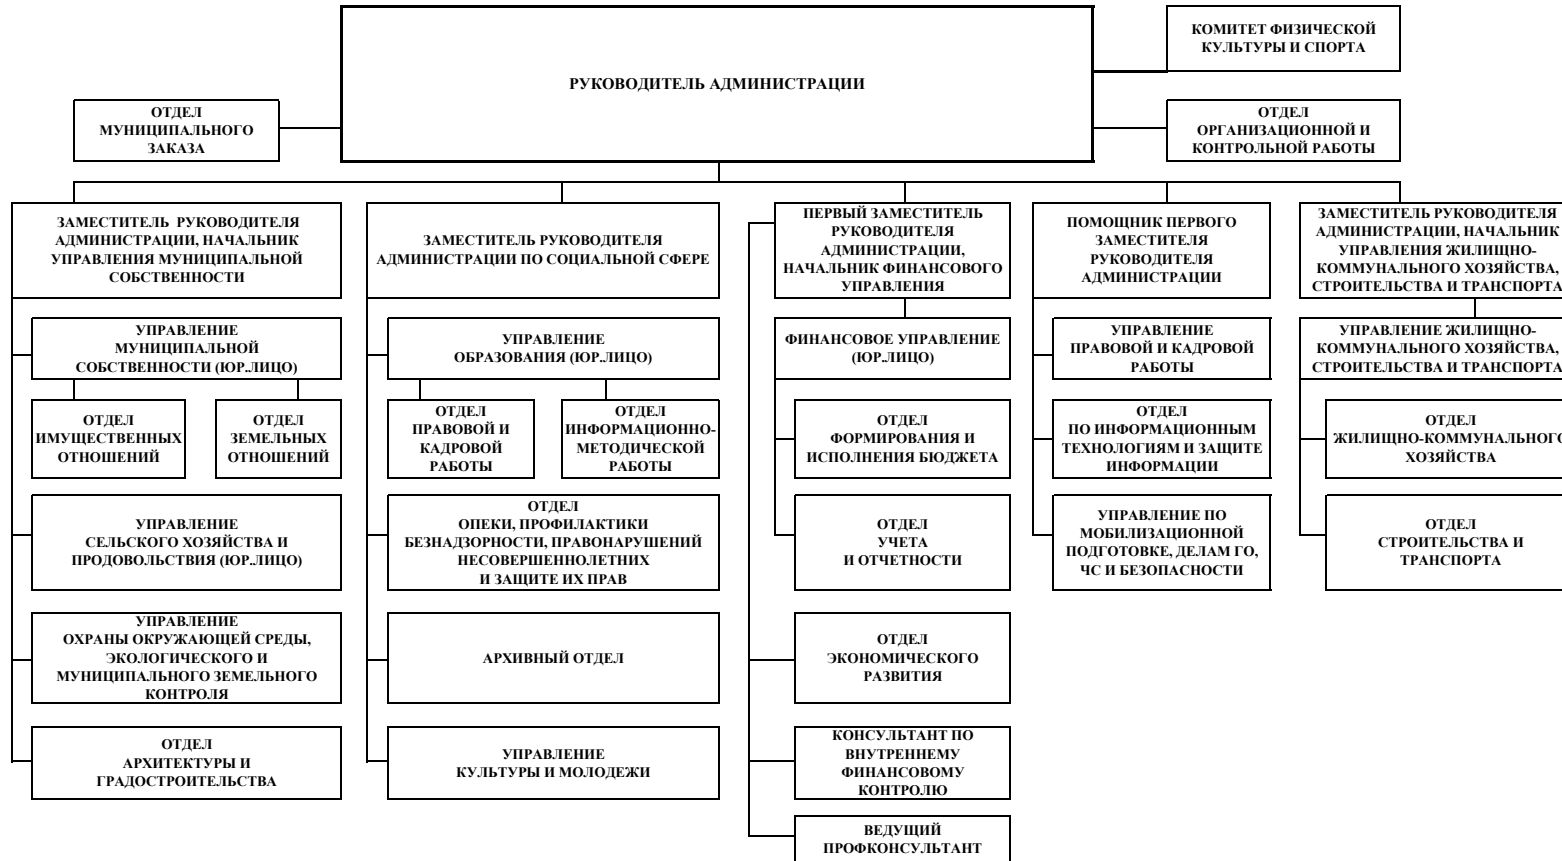 КОМИТЕТ ФИЗИЧЕСКОЙ
КУЛЬТУРЫ И СПОРТА
РУКОВОДИТЕЛЬ АДМИНИСТРАЦИИ
ОТДЕЛ
МУНИЦИПАЛЬНОГО
ЗАКАЗА
ОТДЕЛ
ОРГАНИЗАЦИОННОЙ И
КОНТРОЛЬНОЙ РАБОТЫ
ЗАМЕСТИТЕЛЬ РУКОВОДИТЕЛЯ
АДМИНИСТРАЦИИ, НАЧАЛЬНИК
УПРАВЛЕНИЯ МУНИЦИПАЛЬНОЙ
СОБСТВЕННОСТИ
ЗАМЕСТИТЕЛЬ РУКОВОДИТЕЛЯ
АДМИНИСТРАЦИИ ПО СОЦИАЛЬНОЙ СФЕРЕ
ПЕРВЫЙ ЗАМЕСТИТЕЛЬ
РУКОВОДИТЕЛЯ
АДМИНИСТРАЦИИ,
НАЧАЛЬНИК ФИНАНСОВОГО
УПРАВЛЕНИЯ
ПОМОЩНИК ПЕРВОГО
ЗАМЕСТИТЕЛЯ
РУКОВОДИТЕЛЯ
АДМИНИСТРАЦИИ
ЗАМЕСТИТЕЛЬ РУКОВОДИТЕЛЯ
АДМИНИСТРАЦИИ, НАЧАЛЬНИК
УПРАВЛЕНИЯ ЖИЛИЩНО-
КОММУНАЛЬНОГО ХОЗЯЙСТВА,
СТРОИТЕЛЬСТВА И ТРАНСПОРТА
УПРАВЛЕНИЕ
МУНИЦИПАЛЬНОЙ
СОБСТВЕННОСТИ (ЮР.ЛИЦО)
УПРАВЛЕНИЕ
ОБРАЗОВАНИЯ (ЮР.ЛИЦО)
ФИНАНСОВОЕ УПРАВЛЕНИЕ
(ЮР.ЛИЦО)
УПРАВЛЕНИЕ
ПРАВОВОЙ И КАДРОВОЙ
РАБОТЫ
УПРАВЛЕНИЕ ЖИЛИЩНО-
КОММУНАЛЬНОГО ХОЗЯЙСТВА,
СТРОИТЕЛЬСТВА И ТРАНСПОРТА
ОТДЕЛ
ИМУЩЕСТВЕННЫХ
ОТНОШЕНИЙ
ОТДЕЛ
ЗЕМЕЛЬНЫХ
ОТНОШЕНИЙ
ОТДЕЛ
ПРАВОВОЙ И
КАДРОВОЙ
РАБОТЫ
ОТДЕЛ
ИНФОРМАЦИОННО-
МЕТОДИЧЕСКОЙ
РАБОТЫ
ОТДЕЛ
ФОРМИРОВАНИЯ И
ИСПОЛНЕНИЯ БЮДЖЕТА
ОТДЕЛ
ПО ИНФОРМАЦИОННЫМ
ТЕХНОЛОГИЯМ И ЗАЩИТЕ
ИНФОРМАЦИИ
ОТДЕЛ
ЖИЛИЩНО-КОММУНАЛЬНОГО
ХОЗЯЙСТВА
УПРАВЛЕНИЕ
СЕЛЬСКОГО ХОЗЯЙСТВА И
ПРОДОВОЛЬСТВИЯ (ЮР.ЛИЦО)
ОТДЕЛ
ОПЕКИ, ПРОФИЛАКТИКИ
БЕЗНАДЗОРНОСТИ, ПРАВОНАРУШЕНИЙ
НЕСОВЕРШЕННОЛЕТНИХ
И ЗАЩИТЕ ИХ ПРАВ
ОТДЕЛ
УЧЕТА
И ОТЧЕТНОСТИ
УПРАВЛЕНИЕ ПО
МОБИЛИЗАЦИОННОЙ
ПОДГОТОВКЕ, ДЕЛАМ ГО,
ЧС И БЕЗОПАСНОСТИ
ОТДЕЛ
СТРОИТЕЛЬСТВА И
ТРАНСПОРТА
УПРАВЛЕНИЕ
ОХРАНЫ ОКРУЖАЮЩЕЙ СРЕДЫ,
ЭКОЛОГИЧЕСКОГО И
МУНИЦИПАЛЬНОГО ЗЕМЕЛЬНОГО
КОНТРОЛЯ
АРХИВНЫЙ ОТДЕЛ
ОТДЕЛ
ЭКОНОМИЧЕСКОГО
РАЗВИТИЯ
ОТДЕЛ
АРХИТЕКТУРЫ И
ГРАДОСТРОИТЕЛЬСТВА
УПРАВЛЕНИЕ
КУЛЬТУРЫ И МОЛОДЕЖИ
КОНСУЛЬТАНТ ПО
ВНУТРЕННЕМУ
ФИНАНСОВОМУ
КОНТРОЛЮ
ВЕДУЩИЙ
ПРОФКОНСУЛЬТАНТ